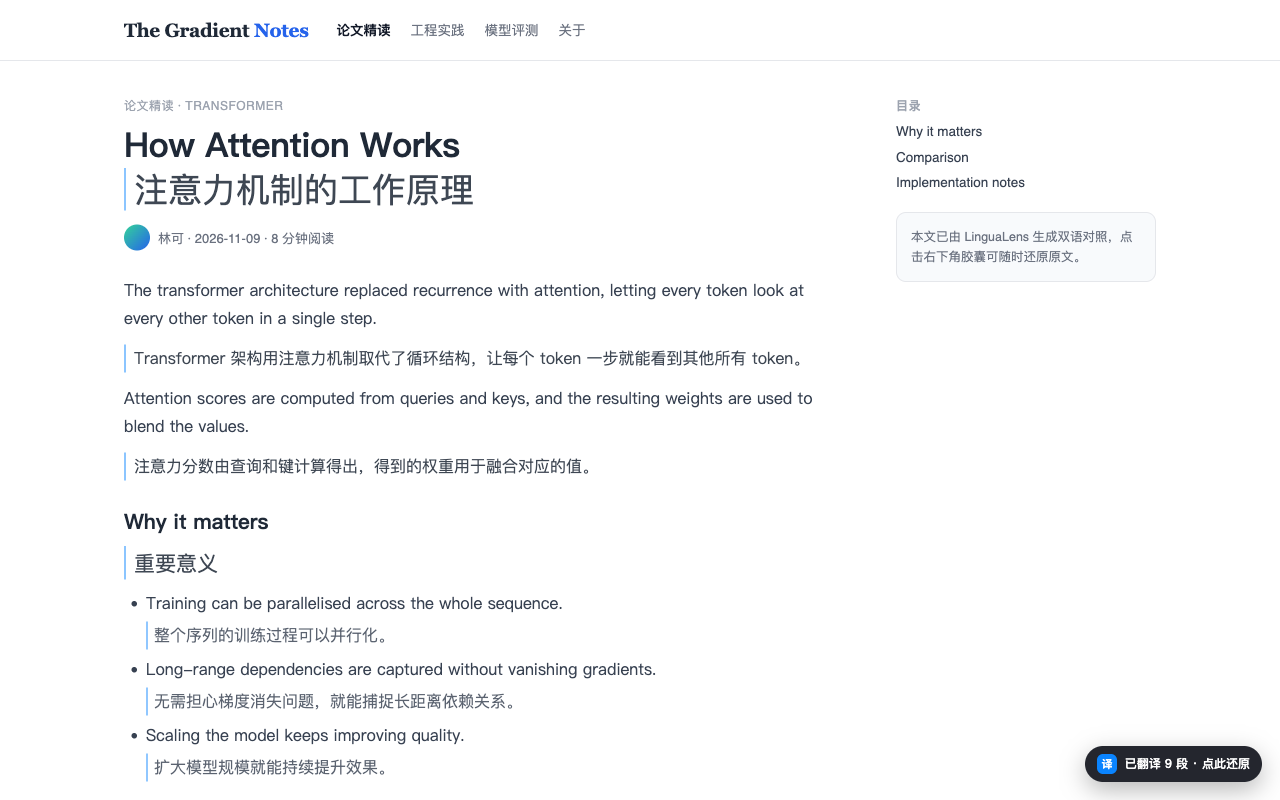 The Gradient Notes
论文精读
工程实践
模型评测
关于
论文精读 · TRANSFORMER
How Attention Works
注意力机制的工作原理
林可 · 2026-11-09 · 8 分钟阅读
The transformer architecture replaced recurrence with attention, letting every token look at
every other token in a single step.
Transformer 架构用注意力机制取代了循环结构，让每个 token 一步就能看到其他所有 token。
Attention scores are computed from queries and keys, and the resulting weights are used to
blend the values.
注意力分数由查询和键计算得出，得到的权重用于融合对应的值。
Why it matters
重要意义
• Training can be parallelised across the whole sequence.
整个序列的训练过程可以并行化。
• Long-range dependencies are captured without vanishing gradients.
无需担心梯度消失问题，就能捕捉长距离依赖关系。
• Scaling the model keeps improving quality.
扩大模型规模就能持续提升效果。
目录
Why it matters
Comparison
Implementation notes
本文已由 LinguaLens 生成双语对照，点
击右下角胶囊可随时还原原文。
译 已翻译 9 段 · 点此还原